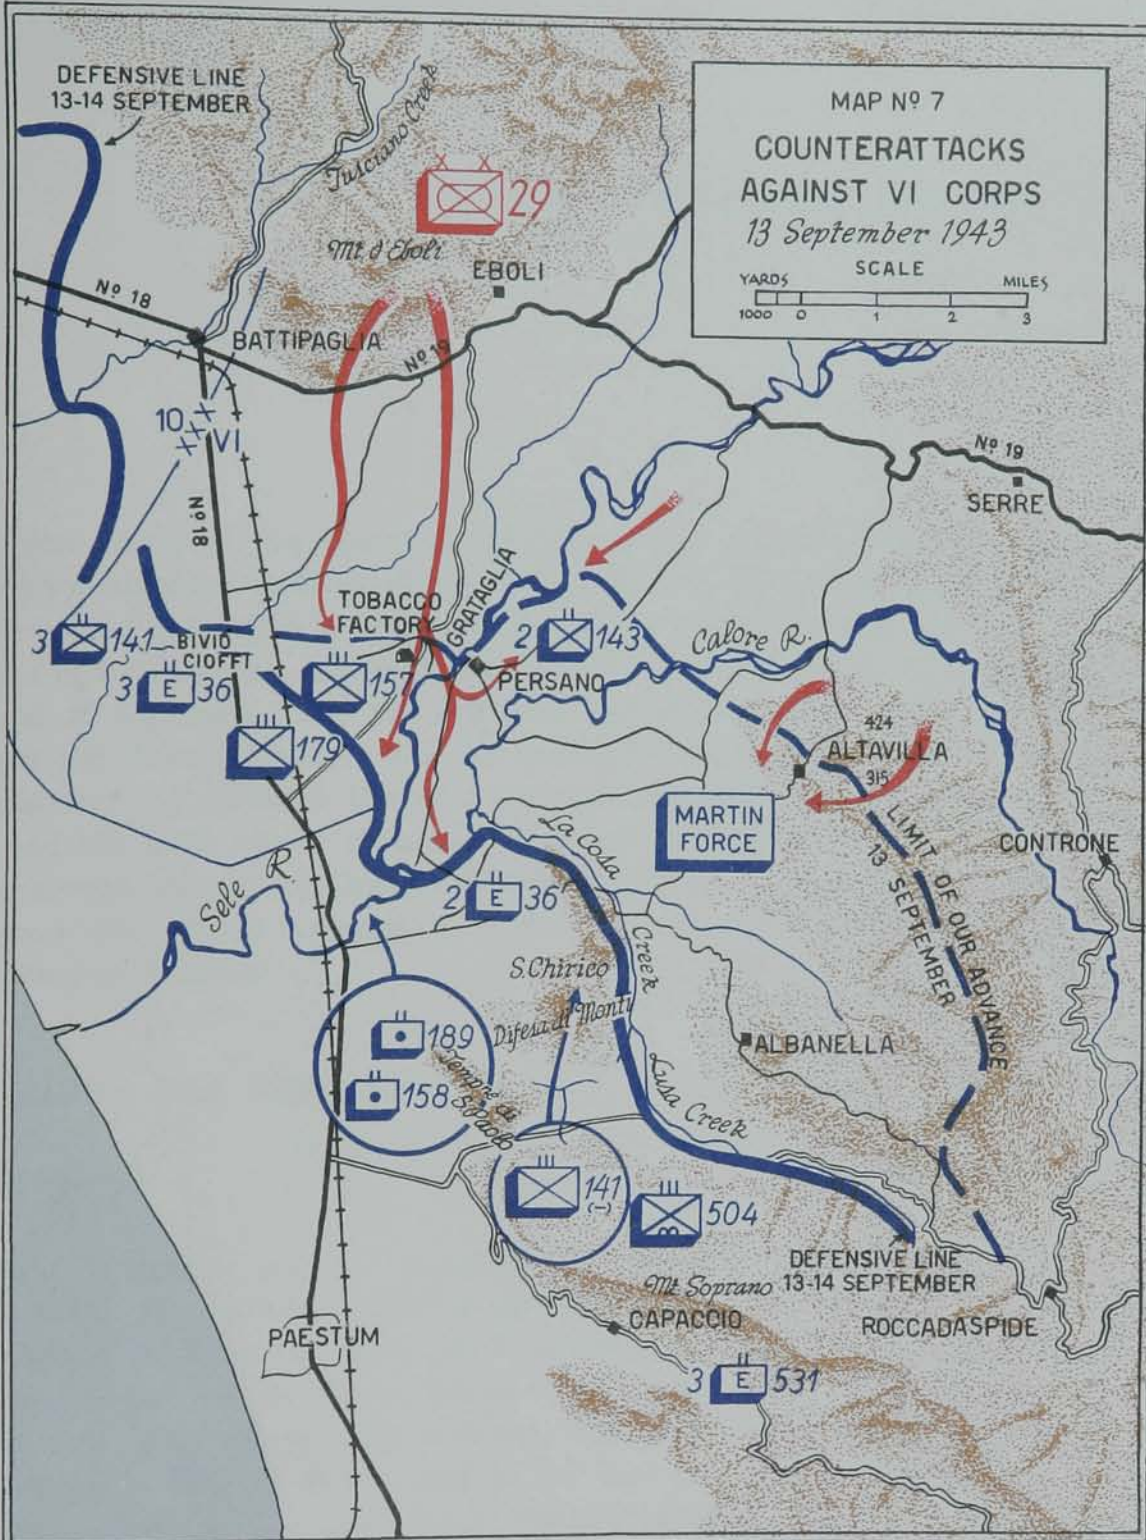 DEFENSIVE LINE
13-14 SEPTEMBER
Tusciano Creek
MAP Nº 7
COUNTERATTACKS
AGAINST VI CORPS
13 September 1943
SCALE
YARDS
MILES
1000 0 1 2 3
29
Mt d'Eboli
EBOLI
Nº 18
BATTIPAGLIA
Nº 19
10
VI
Nº 18
Nº 19
SERRE
TOBACCO
FACTORY
GRATAGLIA
3 141
BIVIO
CIOFFT
3 E 36
157
2 143
PERSANO
Calore R.
179
424
ALTAVILLA
315
MARTIN
FORCE
LIMIT OF OUR ADVANCE
13 SEPTEMBER
CONTRONE
La Cosa Creek
Sele R.
2 E 36
S. Chirico
Difesa di Monti
189
158
Tempne di
S. Paolo
ALBANELLA
Lusa Creek
141
(-)
504
DEFENSIVE LINE
13-14 SEPTEMBER
Mt Soprano
CAPACCIO
ROCCADASPIDE
PAESTUM
3 E 531